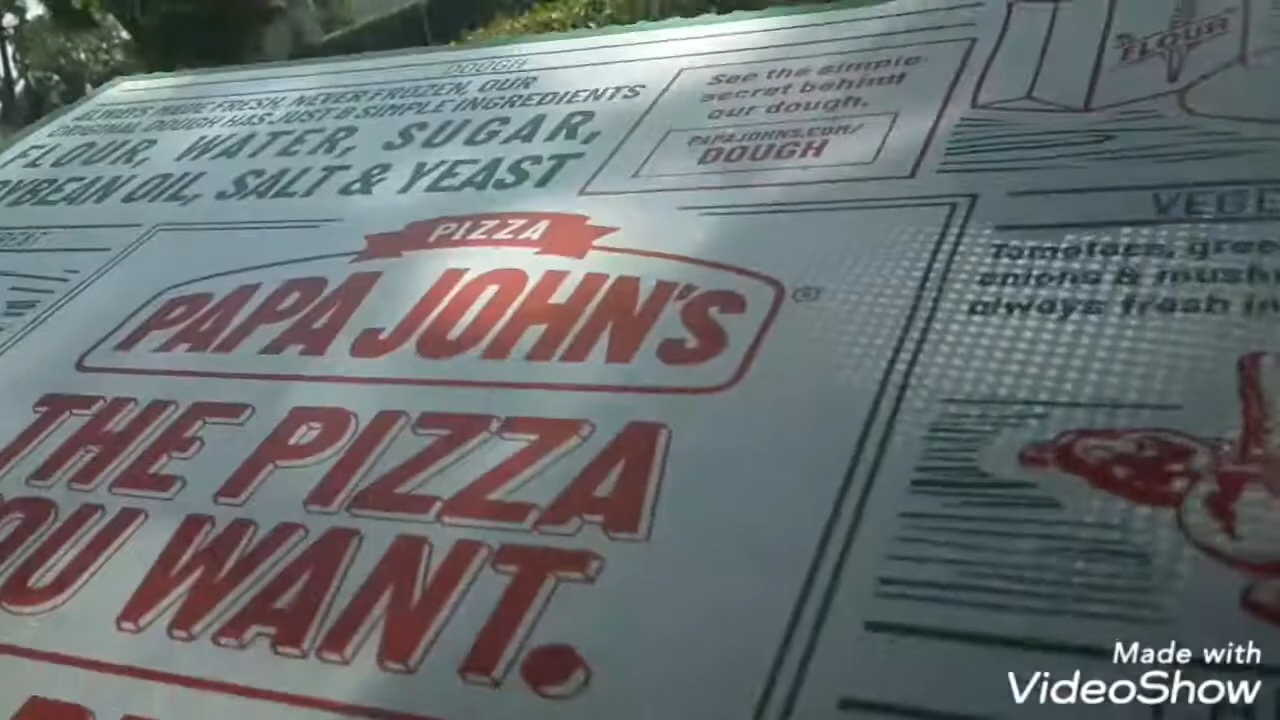 DOUGH
ALWAYS MADE FRESH, NEVER FROZEN, OUR
ORIGINAL DOUGH HAS JUST 6 SIMPLE INGREDIENTS
FLOUR, WATER, SUGAR,
OYBEAN OIL, SALT & YEAST
See the simple
secret behind
our dough.
PAPAJOHNS.COM/
DOUGH
FLOUR
PIZZA
PAPA JOHN'S
®
THE PIZZA
OU WANT.
VEGE
Tomatoes, gree
onions & mush
always fresh
Made with
VideoShow